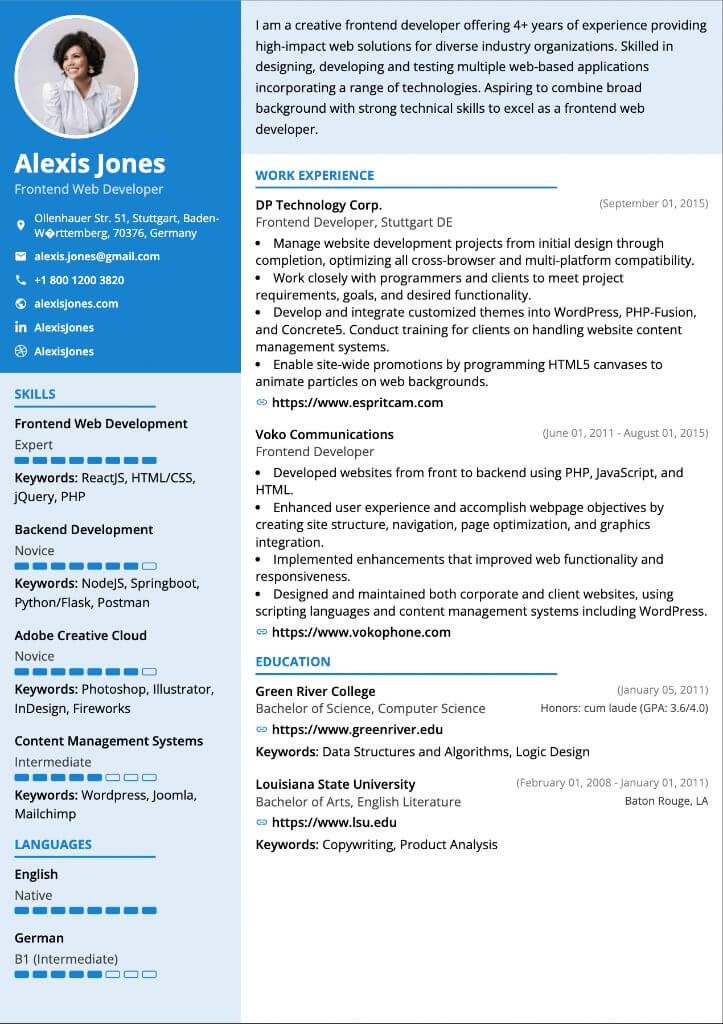 Alexis Jones
Frontend Web Developer
Ollenhauer Str. 51, Stuttgart, Baden-
W�rttemberg, 70376, Germany
alexis.jones@gmail.com
+1 800 1200 3820
alexisjones.com
AlexisJones
AlexisJones
SKILLS
Frontend Web Development
Expert
Keywords: ReactJS, HTML/CSS,
jQuery, PHP
Backend Development
Novice
Keywords: NodeJS, Springboot,
Python/Flask, Postman
Adobe Creative Cloud
Novice
Keywords: Photoshop, Illustrator,
InDesign, Fireworks
Content Management Systems
Intermediate
Keywords: Wordpress, Joomla,
Mailchimp
LANGUAGES
English
Native
German
B1 (Intermediate)
I am a creative frontend developer offering 4+ years of experience providing
high-impact web solutions for diverse industry organizations. Skilled in
designing, developing and testing multiple web-based applications
incorporating a range of technologies. Aspiring to combine broad
background with strong technical skills to excel as a frontend web
developer.
WORK EXPERIENCE
DP Technology Corp. (September 01, 2015)
Frontend Developer, Stuttgart DE
• Manage website development projects from initial design through
completion, optimizing all cross-browser and multi-platform compatibility.
• Work closely with programmers and clients to meet project
requirements, goals, and desired functionality.
• Develop and integrate customized themes into WordPress, PHP-Fusion,
and Concrete5. Conduct training for clients on handling website content
management systems.
• Enable site-wide promotions by programming HTML5 canvases to
animate particles on web backgrounds.
https://www.espritcam.com
Voko Communications (June 01, 2011 - August 01, 2015)
Frontend Developer
• Developed websites from front to backend using PHP, JavaScript, and
HTML.
• Enhanced user experience and accomplish webpage objectives by
creating site structure, navigation, page optimization, and graphics
integration.
• Implemented enhancements that improved web functionality and
responsiveness.
• Designed and maintained both corporate and client websites, using
scripting languages and content management systems including WordPress.
https://www.vokophone.com
EDUCATION
Green River College (January 05, 2011)
Bachelor of Science, Computer Science Honors: cum laude (GPA: 3.6/4.0)
https://www.greenriver.edu
Keywords: Data Structures and Algorithms, Logic Design
Louisiana State University (February 01, 2008 - January 01, 2011)
Bachelor of Arts, English Literature Baton Rouge, LA
https://www.lsu.edu
Keywords: Copywriting, Product Analysis